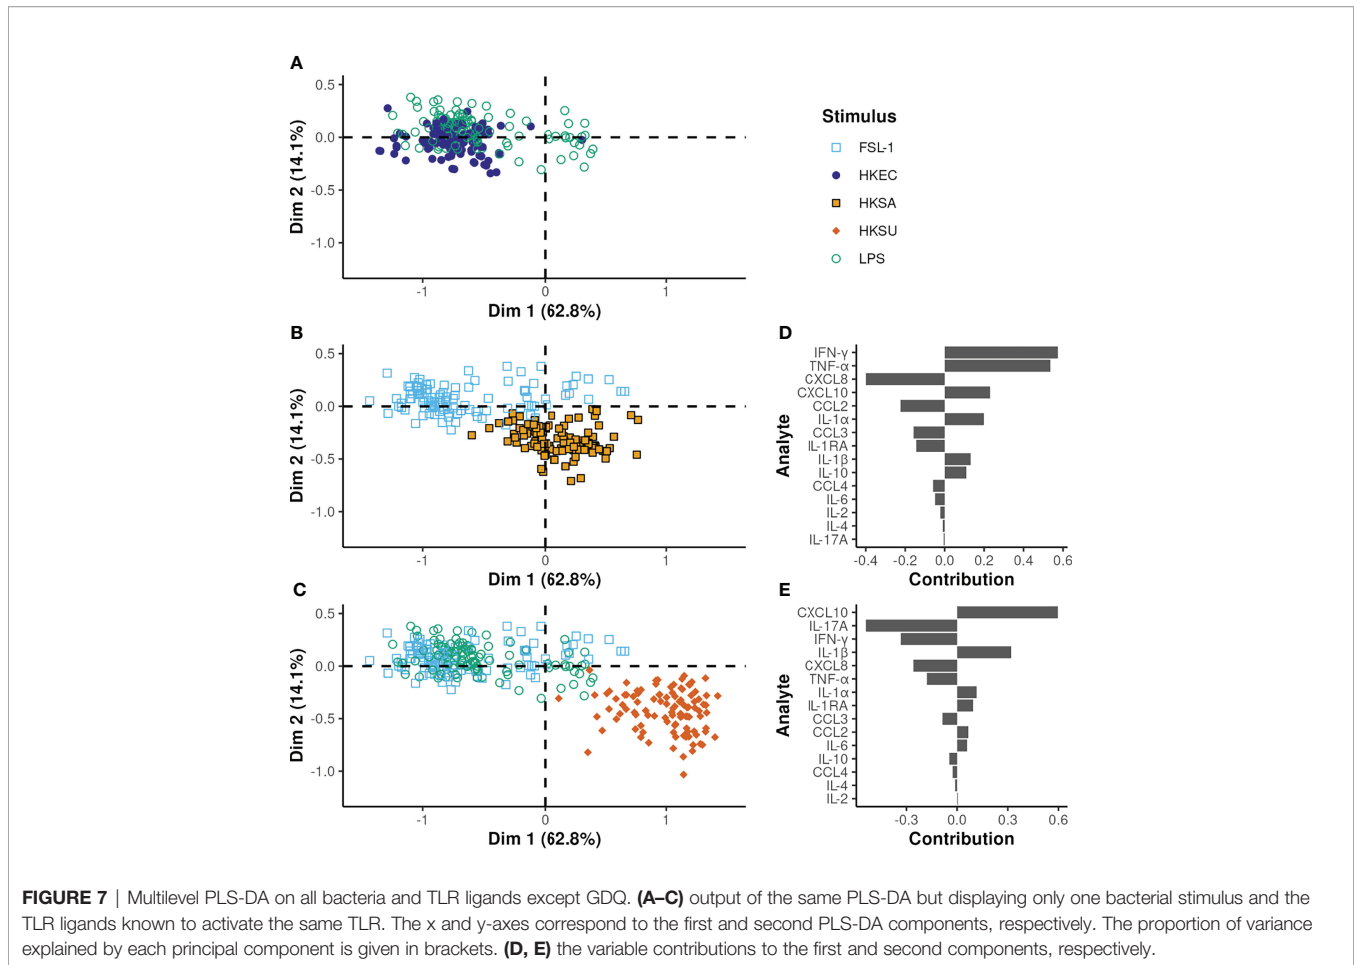 A
0.5
0.0
-0.5
-1.0
Dim 2 (14.1%)
-1
0
1
Dim 1 (62.8%)
Stimulus
FSL-1
HKEC
HKSA
HKSU
LPS
B
0.5
0.0
-0.5
-1.0
Dim 2 (14.1%)
-1
0
1
Dim 1 (62.8%)
D
Analyte
IFN-γ
TNF-α
CXCL8
CXCL10
CCL2
IL-1α
CCL3
IL-1RA
IL-1β
IL-10
CCL4
IL-6
IL-2
IL-4
IL-17A
-0.4 -0.2 0.0 0.2 0.4 0.6
Contribution
C
0.5
0.0
-0.5
-1.0
Dim 2 (14.1%)
-1
0
1
Dim 1 (62.8%)
E
Analyte
CXCL10
IL-17A
IFN-γ
IL-1β
CXCL8
TNF-α
IL-1α
IL-1RA
CCL3
CCL2
IL-6
IL-10
CCL4
IL-4
IL-2
-0.3 0.0 0.3 0.6
Contribution
FIGURE 7 | Multilevel PLS-DA on all bacteria and TLR ligands except GDQ. (A–C) output of the same PLS-DA but displaying only one bacterial stimulus and the
TLR ligands known to activate the same TLR. The x and y-axes correspond to the first and second PLS-DA components, respectively. The proportion of variance
explained by each principal component is given in brackets. (D, E) the variable contributions to the first and second components, respectively.